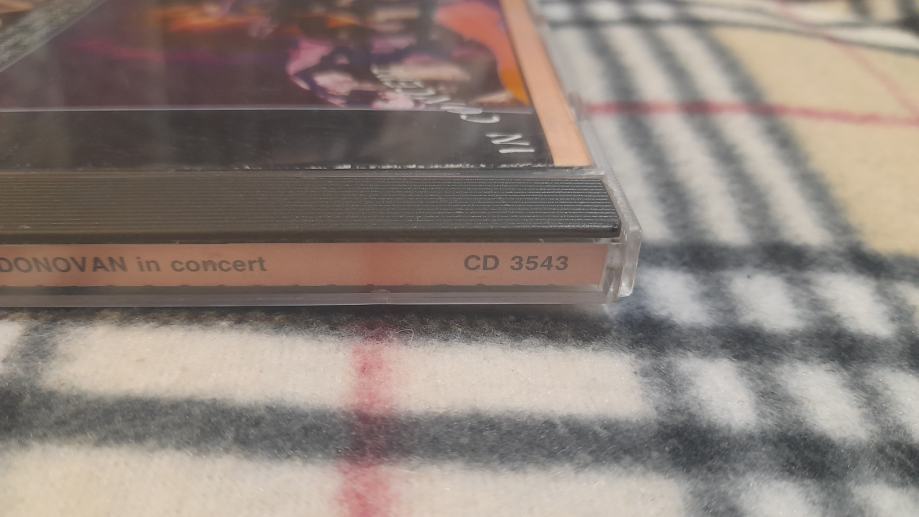 IN CONCERT
DONOVAN in concert
CD 3543